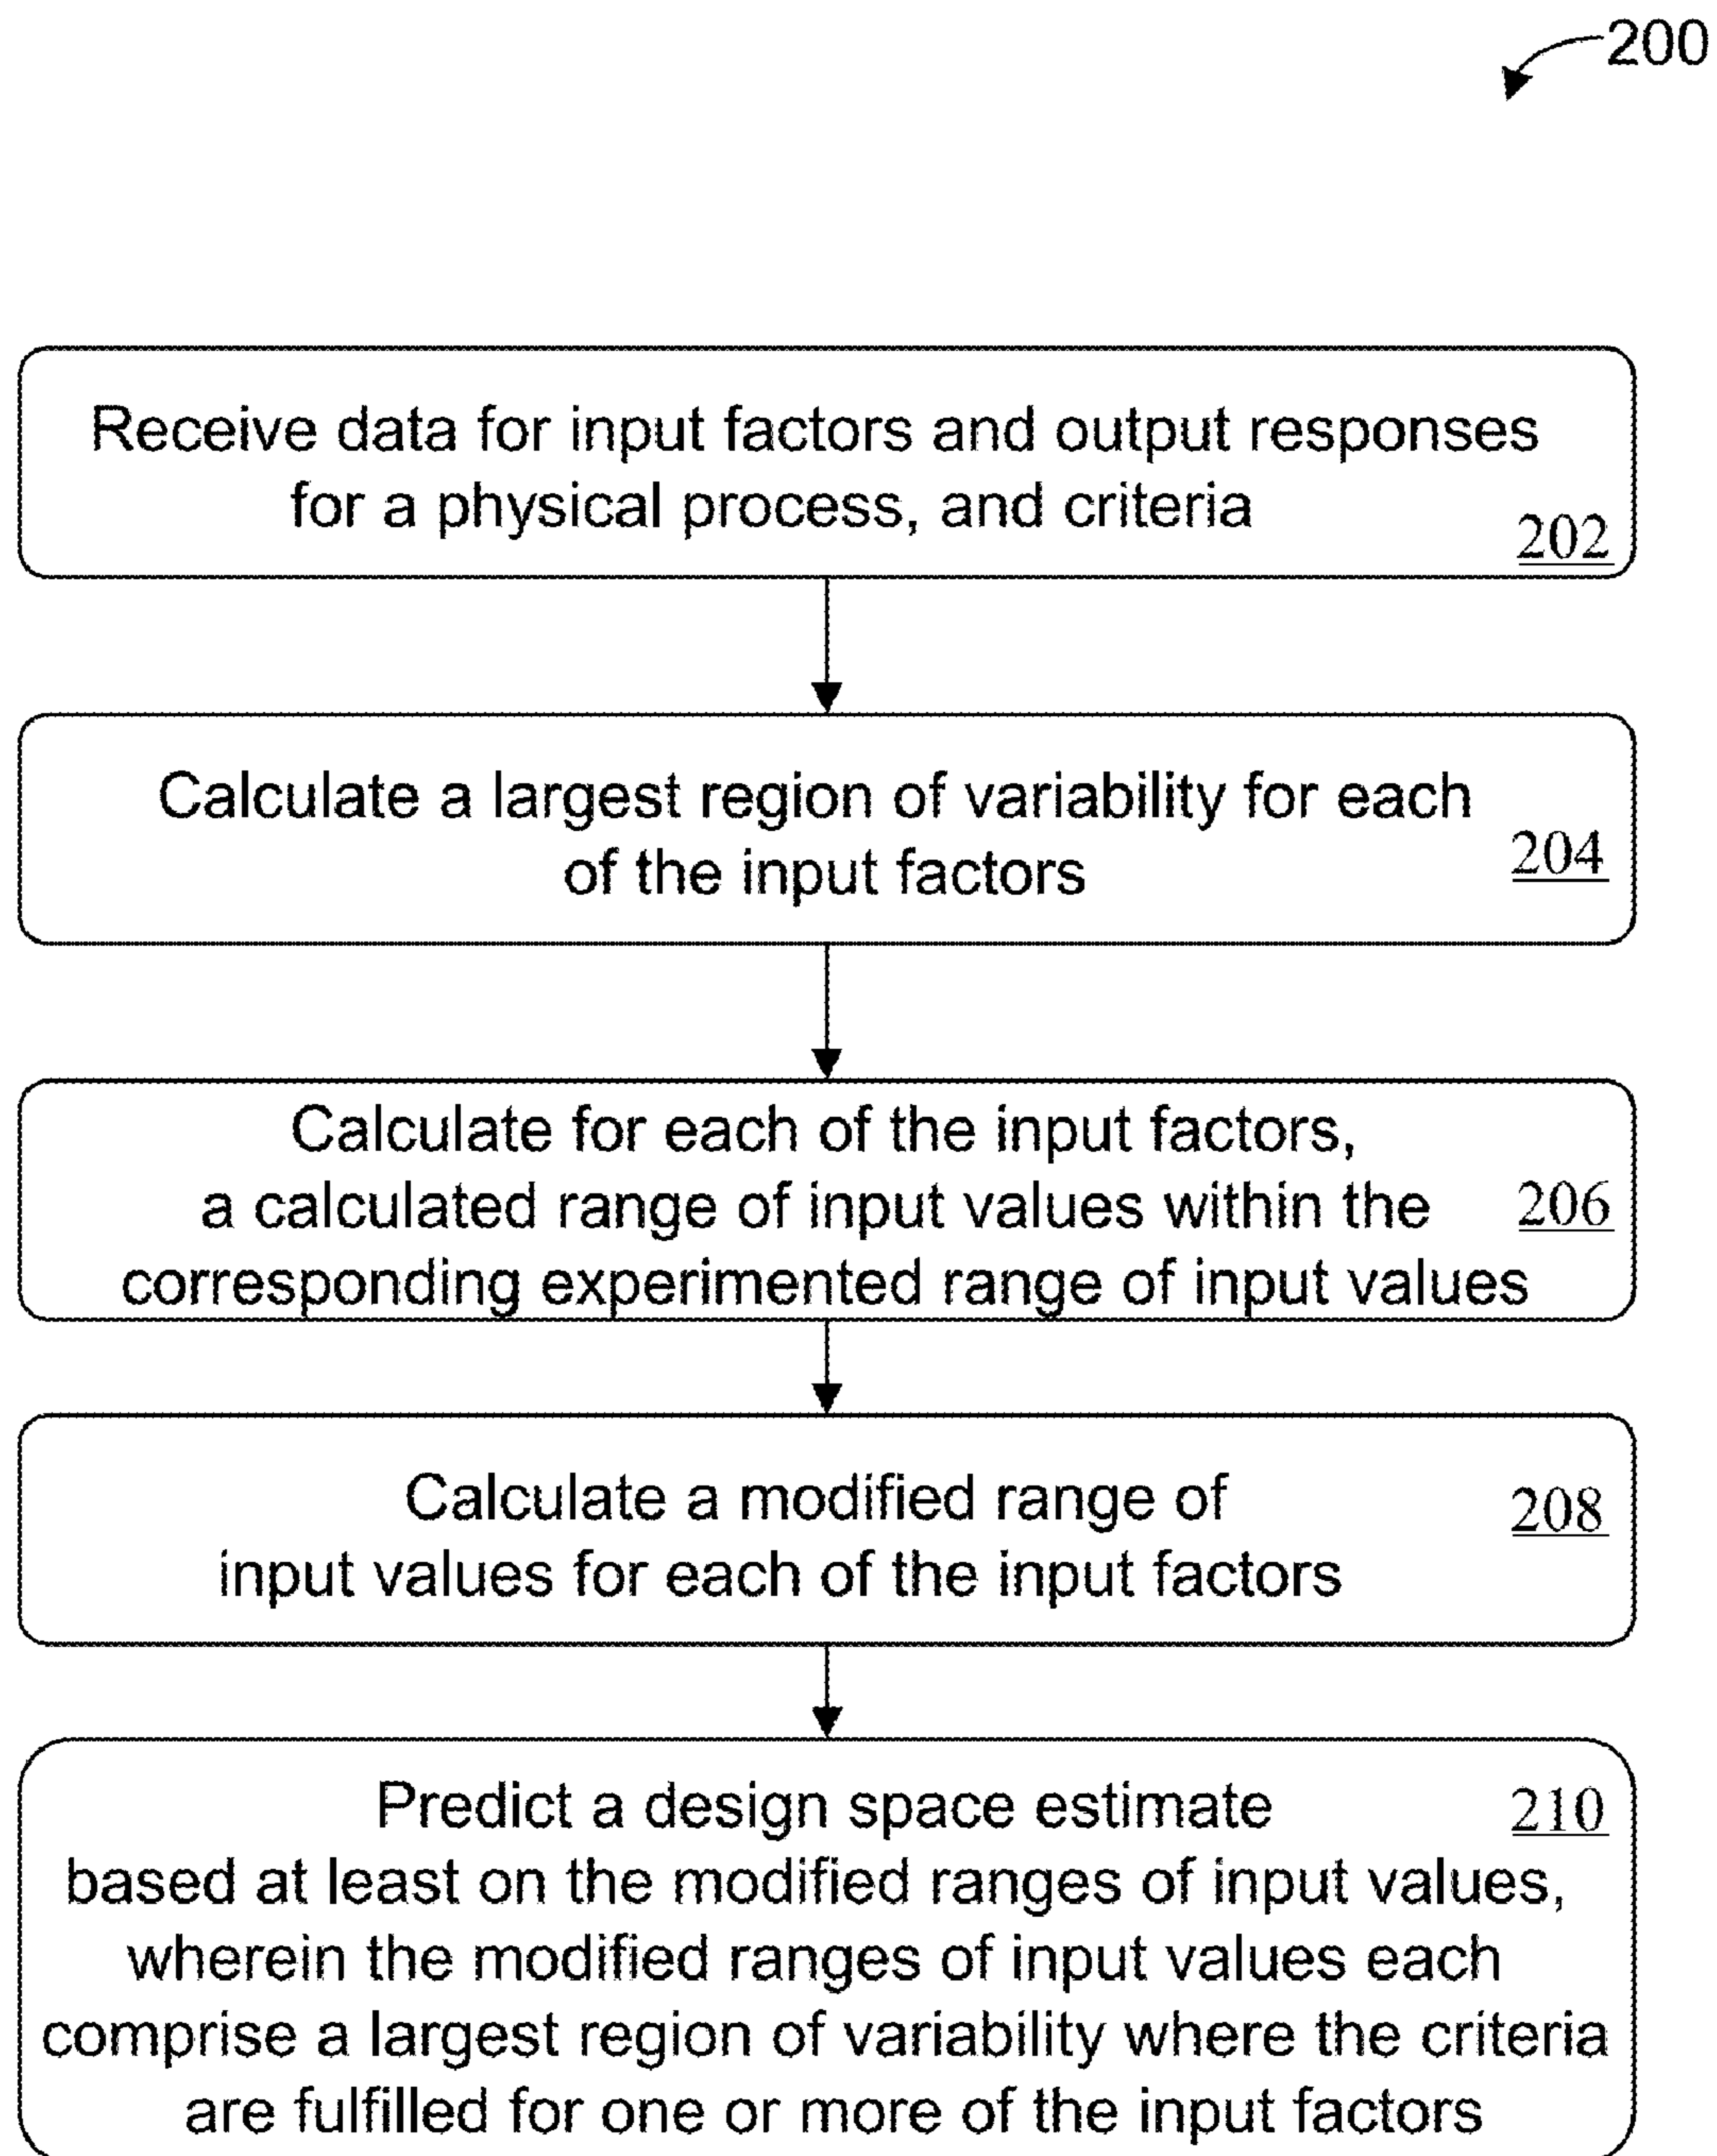 200
Receive data for input factors and output responses
for a physical process, and criteria
202
Calculate a largest region of variability for each
of the input factors
204
Calculate for each of the input factors,
a calculated range of input values within the
corresponding experimented range of input values
206
Calculate a modified range of
input values for each of the input factors
208
Predict a design space estimate
based at least on the modified ranges of input values,
wherein the modified ranges of input values each
comprise a largest region of variability where the criteria
are fulfilled for one or more of the input factors
210